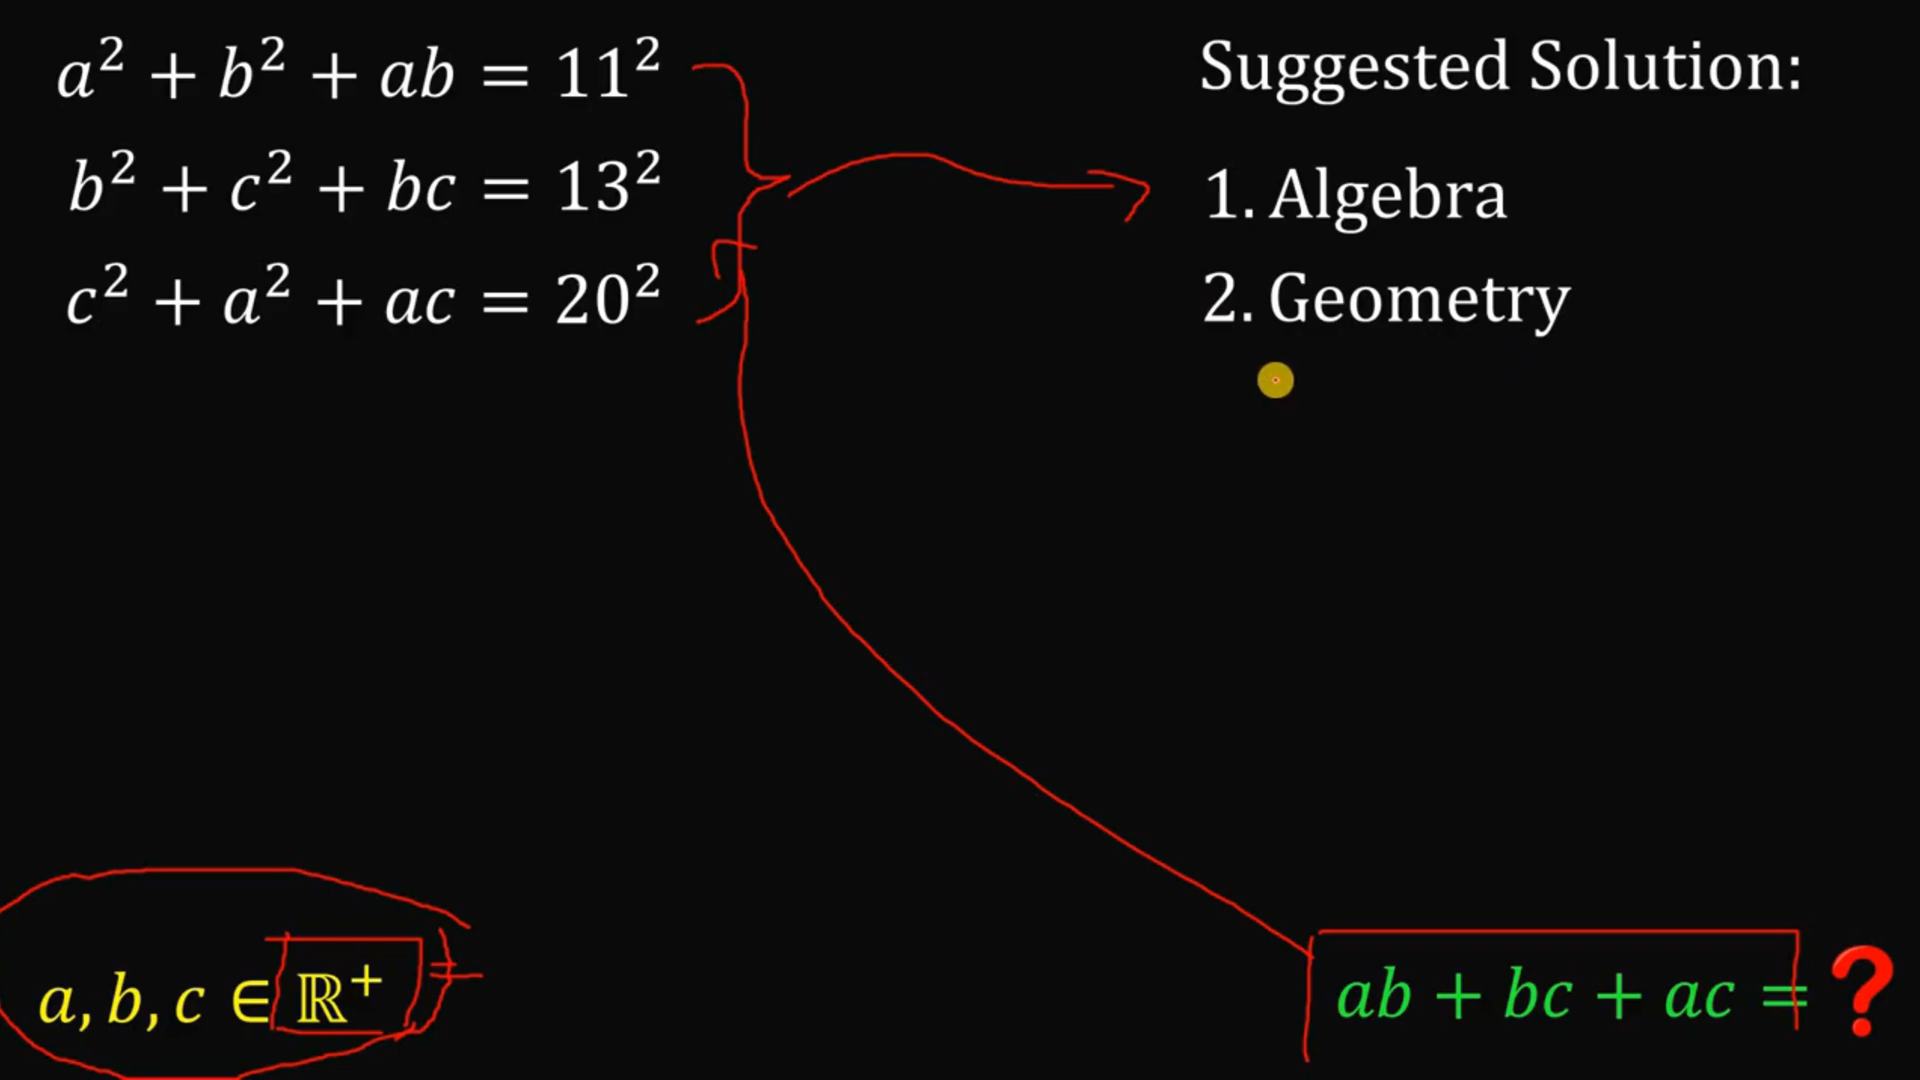 a² + b² + ab = 11²
b² + c² + bc = 13²
c² + a² + ac = 20²
Suggested Solution:
1. Algebra
2. Geometry
a, b, c ∈ ℝ⁺
ab + bc + ac = ❓